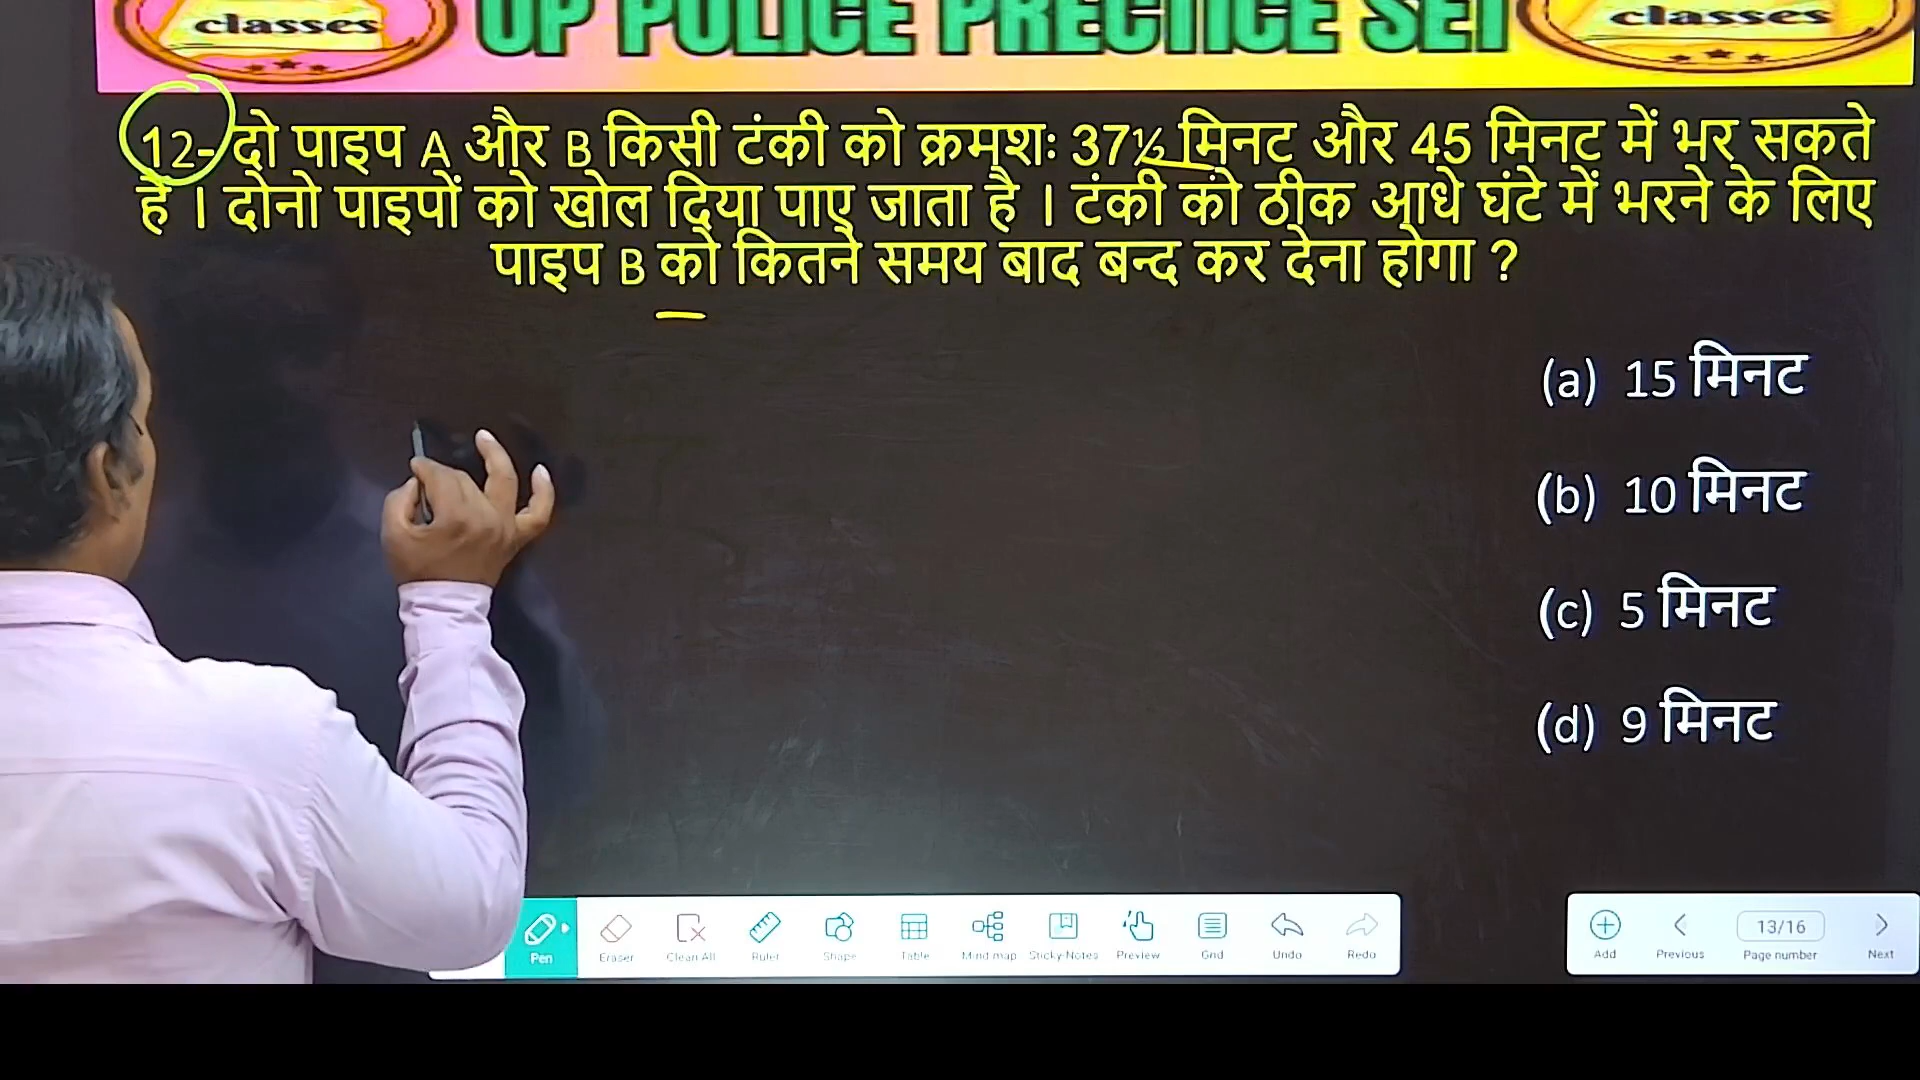 classes
UP POLICE PRECTICE SET
classes
12- दो पाइप A और B किसी टंकी को क्रमशः 37½ मिनट और 45 मिनट में भर सकते
है । दोनो पाइपों को खोल दिया पाए जाता है । टंकी को ठीक आधे घंटे में भरने के लिए
पाइप B को कितने समय बाद बन्द कर देना होगा ?
(a) 15 मिनट
(b) 10 मिनट
(c) 5 मिनट
(d) 9 मिनट
Pen
Eraser
Clean All
Ruler
Shape
Table
Mind map
Sticky Notes
Preview
Grid
Undo
Redo
Add
Previous
13/16
Page number
Next